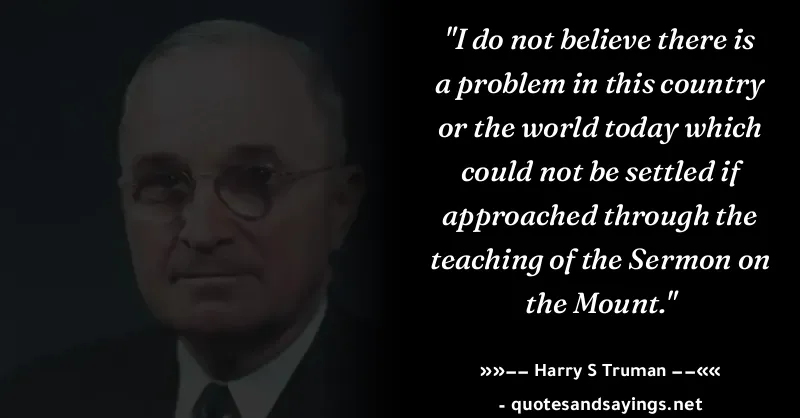 "I do not believe there is
a problem in this country
or the world today which
could not be settled if
approached through the
teaching of the Sermon on
the Mount."
»»–– Harry S Truman ––««
- quotesandsayings.net